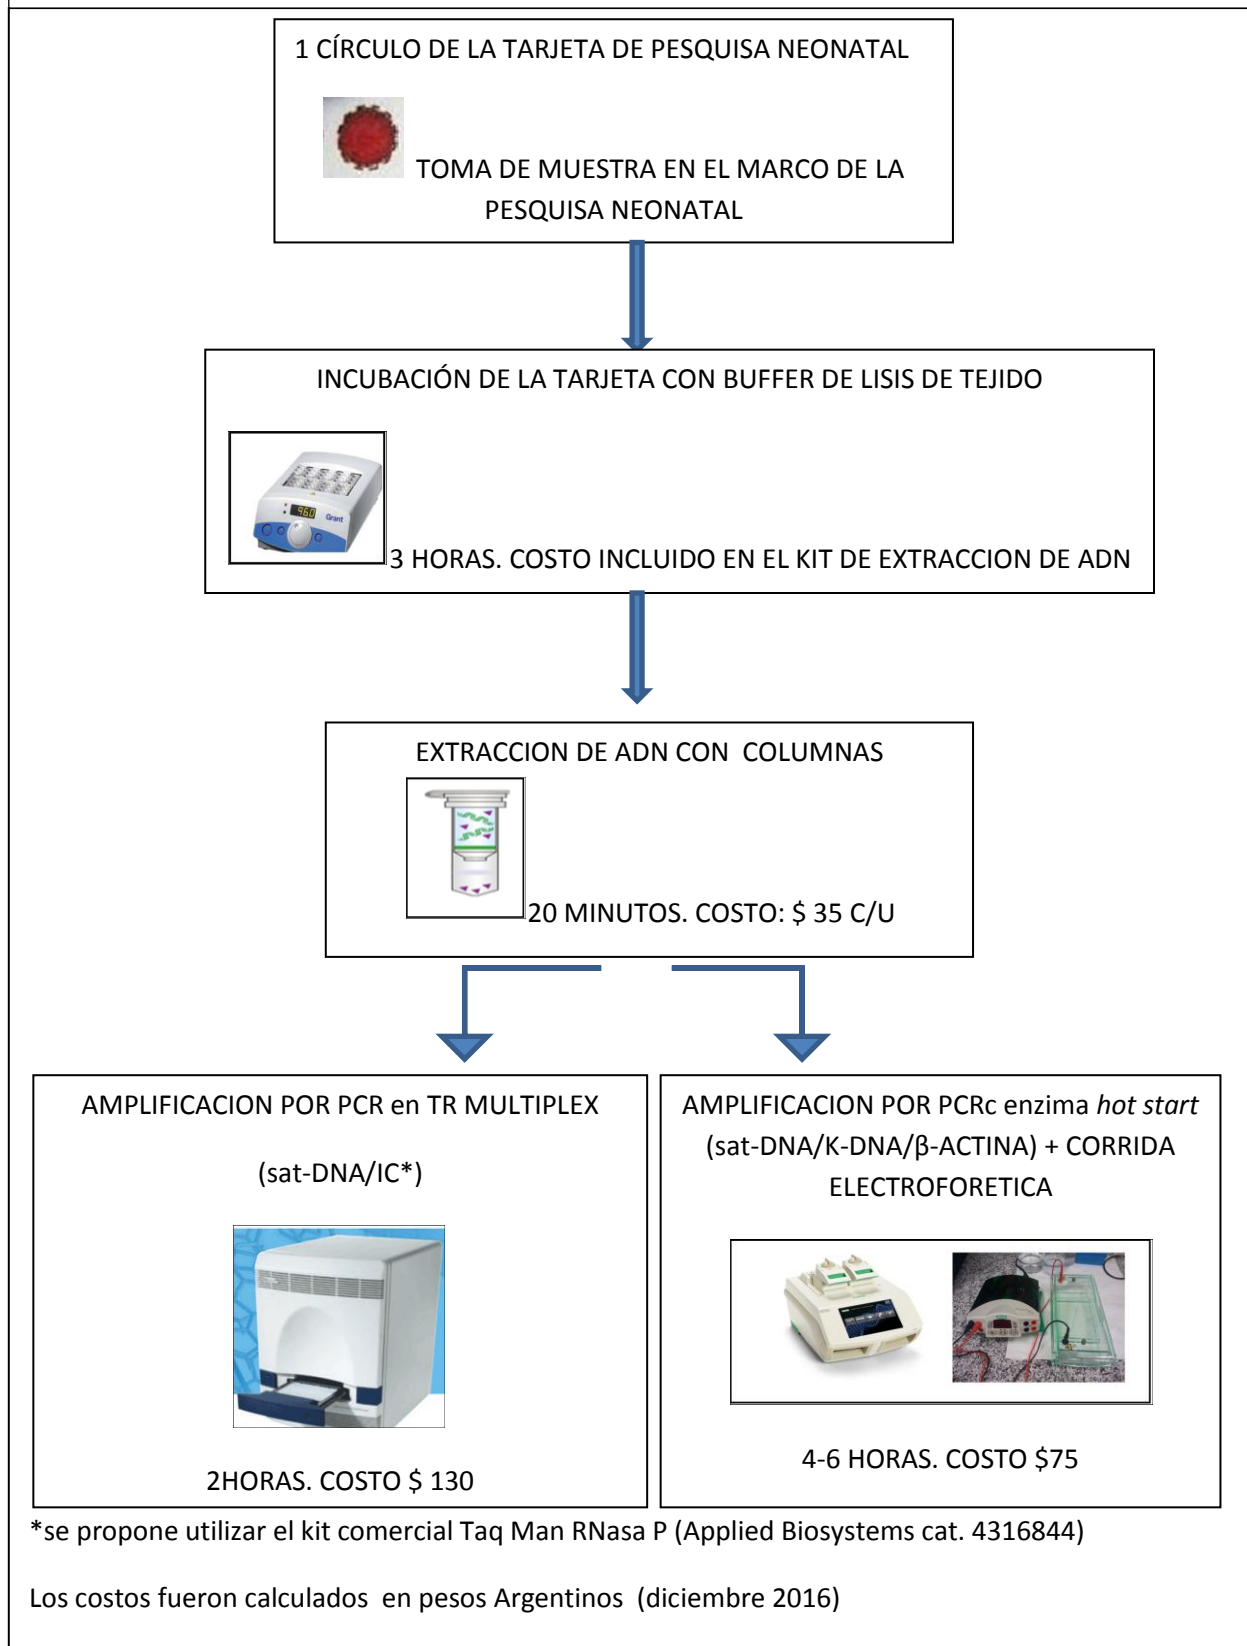 1 CÍRCULO DE LA TARJETA DE PESQUISA NEONATAL
TOMA DE MUESTRA EN EL MARCO DE LA
PESQUISA NEONATAL
INCUBACIÓN DE LA TARJETA CON BUFFER DE LISIS DE TEJIDO
960
Grant
3 HORAS. COSTO INCLUIDO EN EL KIT DE EXTRACCION DE ADN
EXTRACCION DE ADN CON  COLUMNAS
20 MINUTOS. COSTO: $ 35 C/U
AMPLIFICACION POR PCR en TR MULTIPLEX
(sat-DNA/IC*)
2HORAS. COSTO $ 130
AMPLIFICACION POR PCRc enzima hot start
(sat-DNA/K-DNA/β-ACTINA) + CORRIDA
ELECTROFORETICA
4-6 HORAS. COSTO $75
*se propone utilizar el kit comercial Taq Man RNasa P (Applied Biosystems cat. 4316844)
Los costos fueron calculados  en pesos Argentinos  (diciembre 2016)